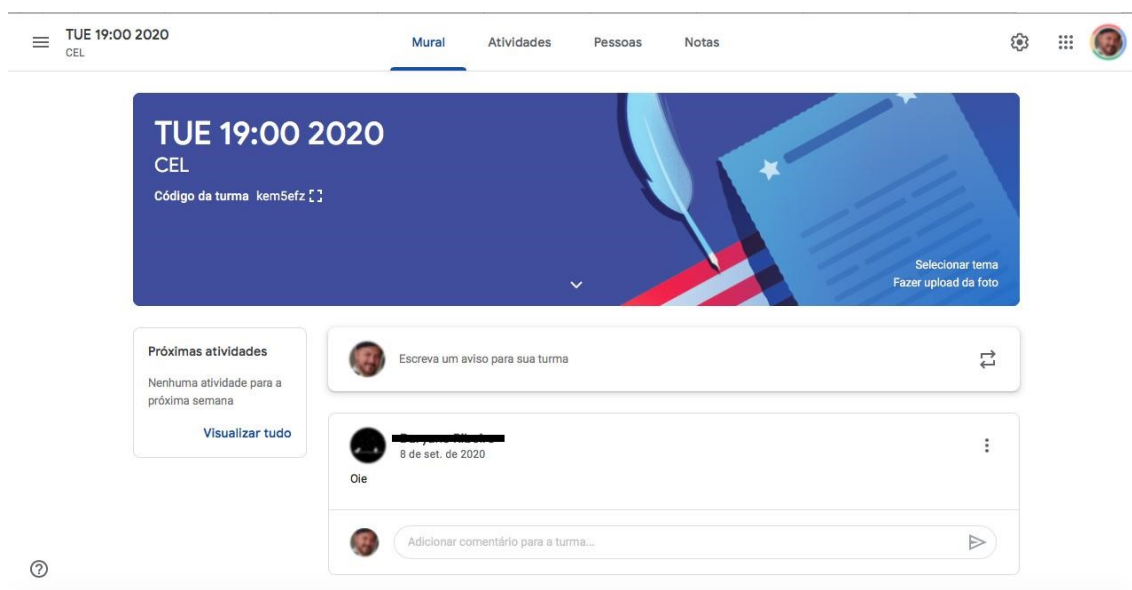 TUE 19:00 2020
CEL
Mural Atividades Pessoas Notas
TUE 19:00 2020
CEL
Código da turma kem5efz
Selecionar tema
Fazer upload da foto
Próximas atividades
Nenhuma atividade para a
próxima semana
Visualizar tudo
Escreva um aviso para sua turma
8 de set. de 2020
Oie
Adicionar comentário para a turma...